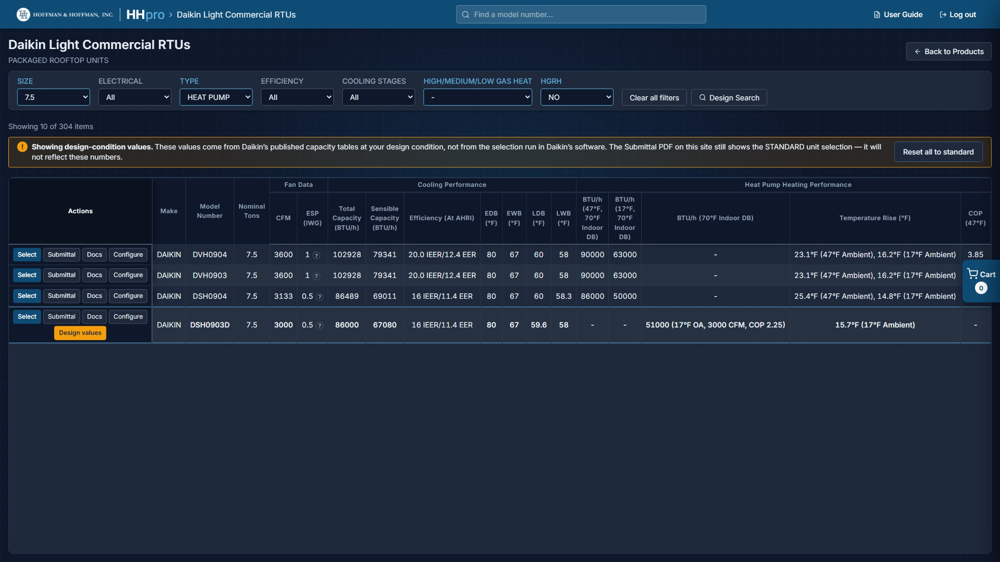 HOFFMAN & HOFFMAN, INC. HHpro › Daikin Light Commercial RTUs
Find a model number...
User Guide
Log out
Daikin Light Commercial RTUs
PACKAGED ROOFTOP UNITS
← Back to Products
SIZE ELECTRICAL TYPE EFFICIENCY COOLING STAGES HIGH/MEDIUM/LOW GAS HEAT HGRH
7.5 All HEAT PUMP All All - NO Clear all filters Design Search
Showing 10 of 304 items
Showing design-condition values. These values come from Daikin's published capacity tables at your design condition, not from the selection run in Daikin's software. The Submittal PDF on this site still shows the STANDARD unit selection — it will
not reflect these numbers.
Reset all to standard
Fan Data Cooling Performance Heat Pump Heating Performance
Actions
Make
Model
Number
Nominal
Tons
CFM
ESP
(IWG)
Total
Capacity
(BTU/h)
Sensible
Capacity
(BTU/h)
Efficiency (At AHRI)
EDB
(°F)
EWB
(°F)
LDB
(°F)
LWB
(°F)
BTU/h
(47°F,
70°F
Indoor
DB)
BTU/h
(17°F,
70°F
Indoor
DB)
BTU/h (70°F Indoor DB)
Temperature Rise (°F)
COP
(47°F)
Select Submittal Docs Configure DAIKIN DVH0904 7.5 3600 1 ? 102928 79341 20.0 IEER/12.4 EER 80 67 60 58 90000 63000 - 23.1°F (47°F Ambient), 16.2°F (17°F Ambient) 3.85
Select Submittal Docs Configure DAIKIN DVH0903 7.5 3600 1 ? 102928 79341 20.0 IEER/12.4 EER 80 67 60 58 90000 63000 - 23.1°F (47°F Ambient), 16.2°F (17°F Ambient)
Select Submittal Docs Configure DAIKIN DSH0904 7.5 3133 0.5 ? 86489 69011 16 IEER/11.4 EER 80 67 60 58.3 86000 50000 - 25.4°F (47°F Ambient), 14.8°F (17°F Ambient)
Select Submittal Docs Configure DAIKIN DSH0903D 7.5 3000 0.5 ? 86000 67080 16 IEER/11.4 EER 80 67 59.6 58 - - 51000 (17°F OA, 3000 CFM, COP 2.25) 15.7°F (17°F Ambient) -
Design values
Cart
0